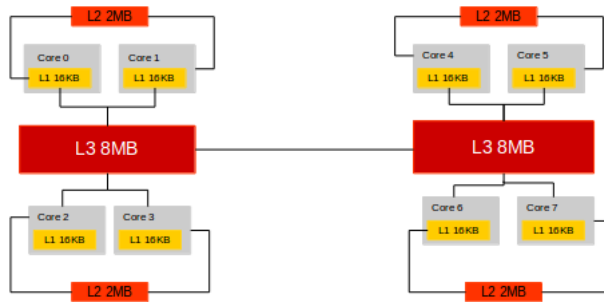 L2 2MB
L2 2MB
Core 0
Core 1
Core 4
Core 5
L1 16KB
L1 16KB
L1 16KB
L1 16KB
L3 8MB
L3 8MB
Core 2
Core 3
Core 6
Core 7
L1 16KB
L1 16KB
L1 16KB
L1 16KB
L2 2MB
L2 2MB